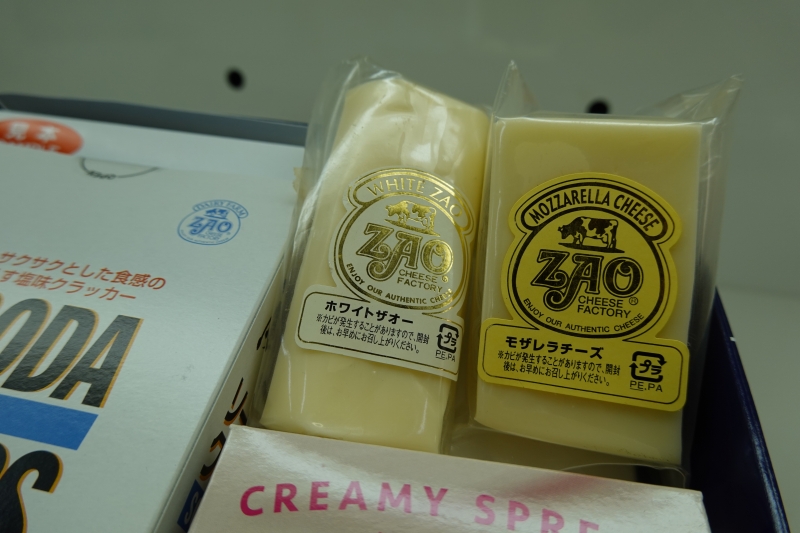 DAIRY FARM
ZAO
サクサクとした食感の
す塩味クラッカー
ODA
WHITE ZAO
ZAO
CHEESE
FACTORY
ENJOY OUR AUTHENTIC CHEESE
ホワイトザオー
※カビが発生することがありますので、開封
後は、お早めにお召し上がりください。
プラ
PE.PA
MOZZARELLA CHEESE
ZAO
CHEESE ®
FACTORY
ENJOY OUR AUTHENTIC CHEESE
モザレラチーズ
※カビが発生することがありますので、開封
後は、お早めにお召し上がりください。
プラ
PE.PA
CREAMY SPRE